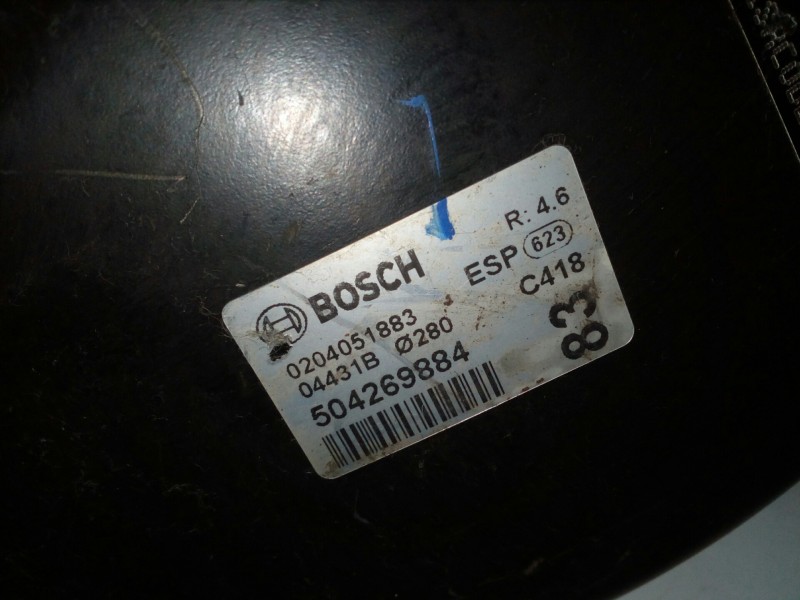 BOSCH
R: 4.6
ESP 623
C418
0204051883
04431B Ø280
504269884
83